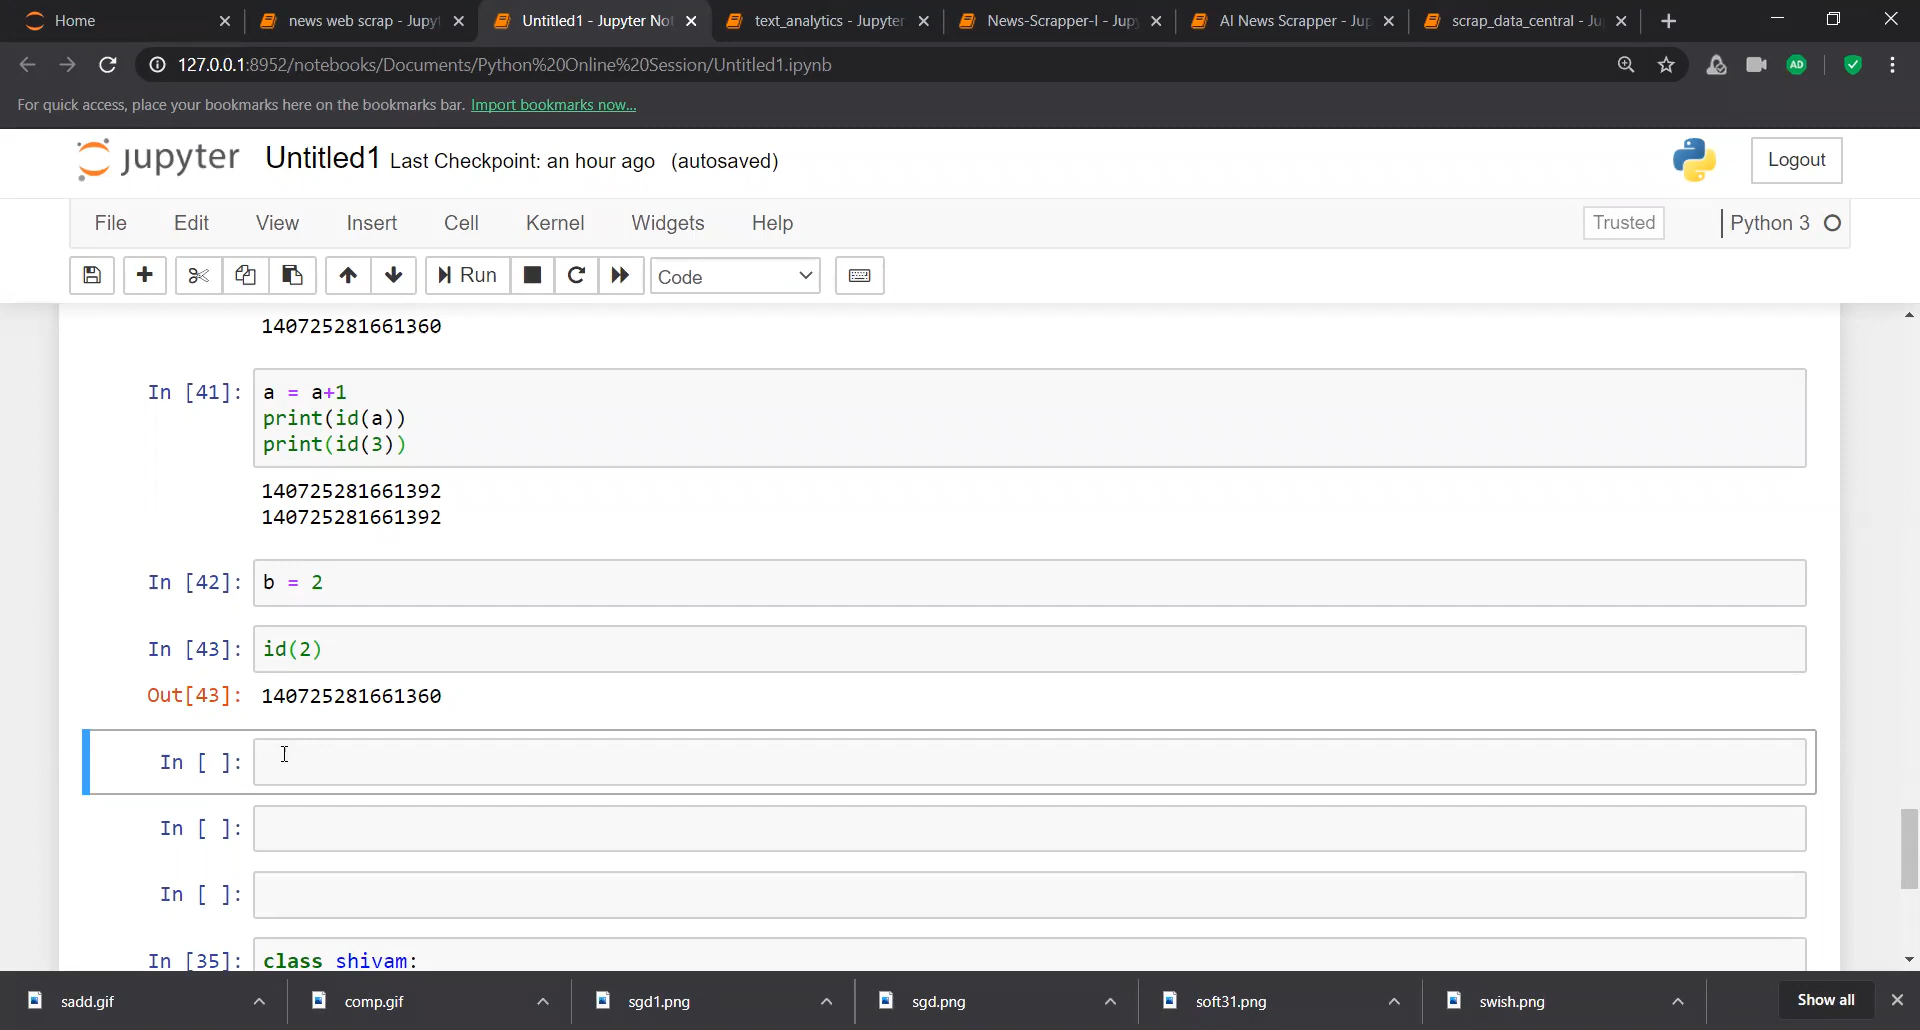 Home
news web scrap - Jupyt
Untitled1 - Jupyter Not
text_analytics - Jupyter
News-Scrapper-I - Jupy
AI News Scrapper - Jup
scrap_data_central - Ju
127.0.0.1:8952/notebooks/Documents/Python%20Online%20Session/Untitled1.ipynb
AD
For quick access, place your bookmarks here on the bookmarks bar. Import bookmarks now...
jupyter Untitled1 Last Checkpoint: an hour ago (autosaved)
Logout
File Edit View Insert Cell Kernel Widgets Help
Trusted
Python 3
Run
Code
140725281661360
In [41]: a = a+1
print(id(a))
print(id(3))
140725281661392
140725281661392
In [42]: b = 2
In [43]: id(2)
Out[43]: 140725281661360
In [ ]:
In [ ]:
In [ ]:
In [35]: class shivam:
sadd.gif
comp.gif
sgd1.png
sgd.png
soft31.png
swish.png
Show all